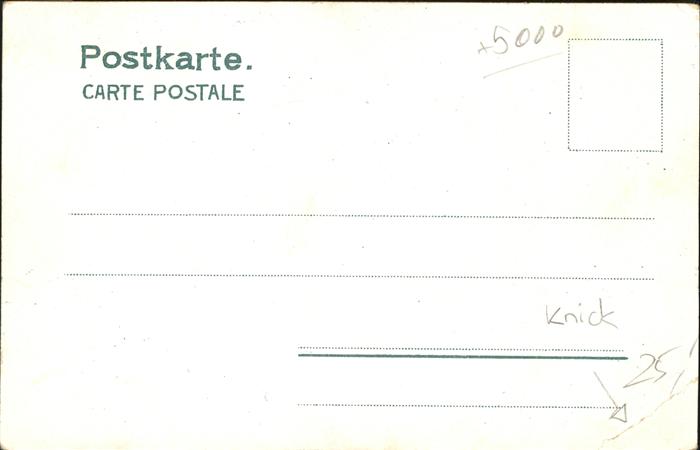 +5000
Postkarte.
CARTE POSTALE
Knick
25,